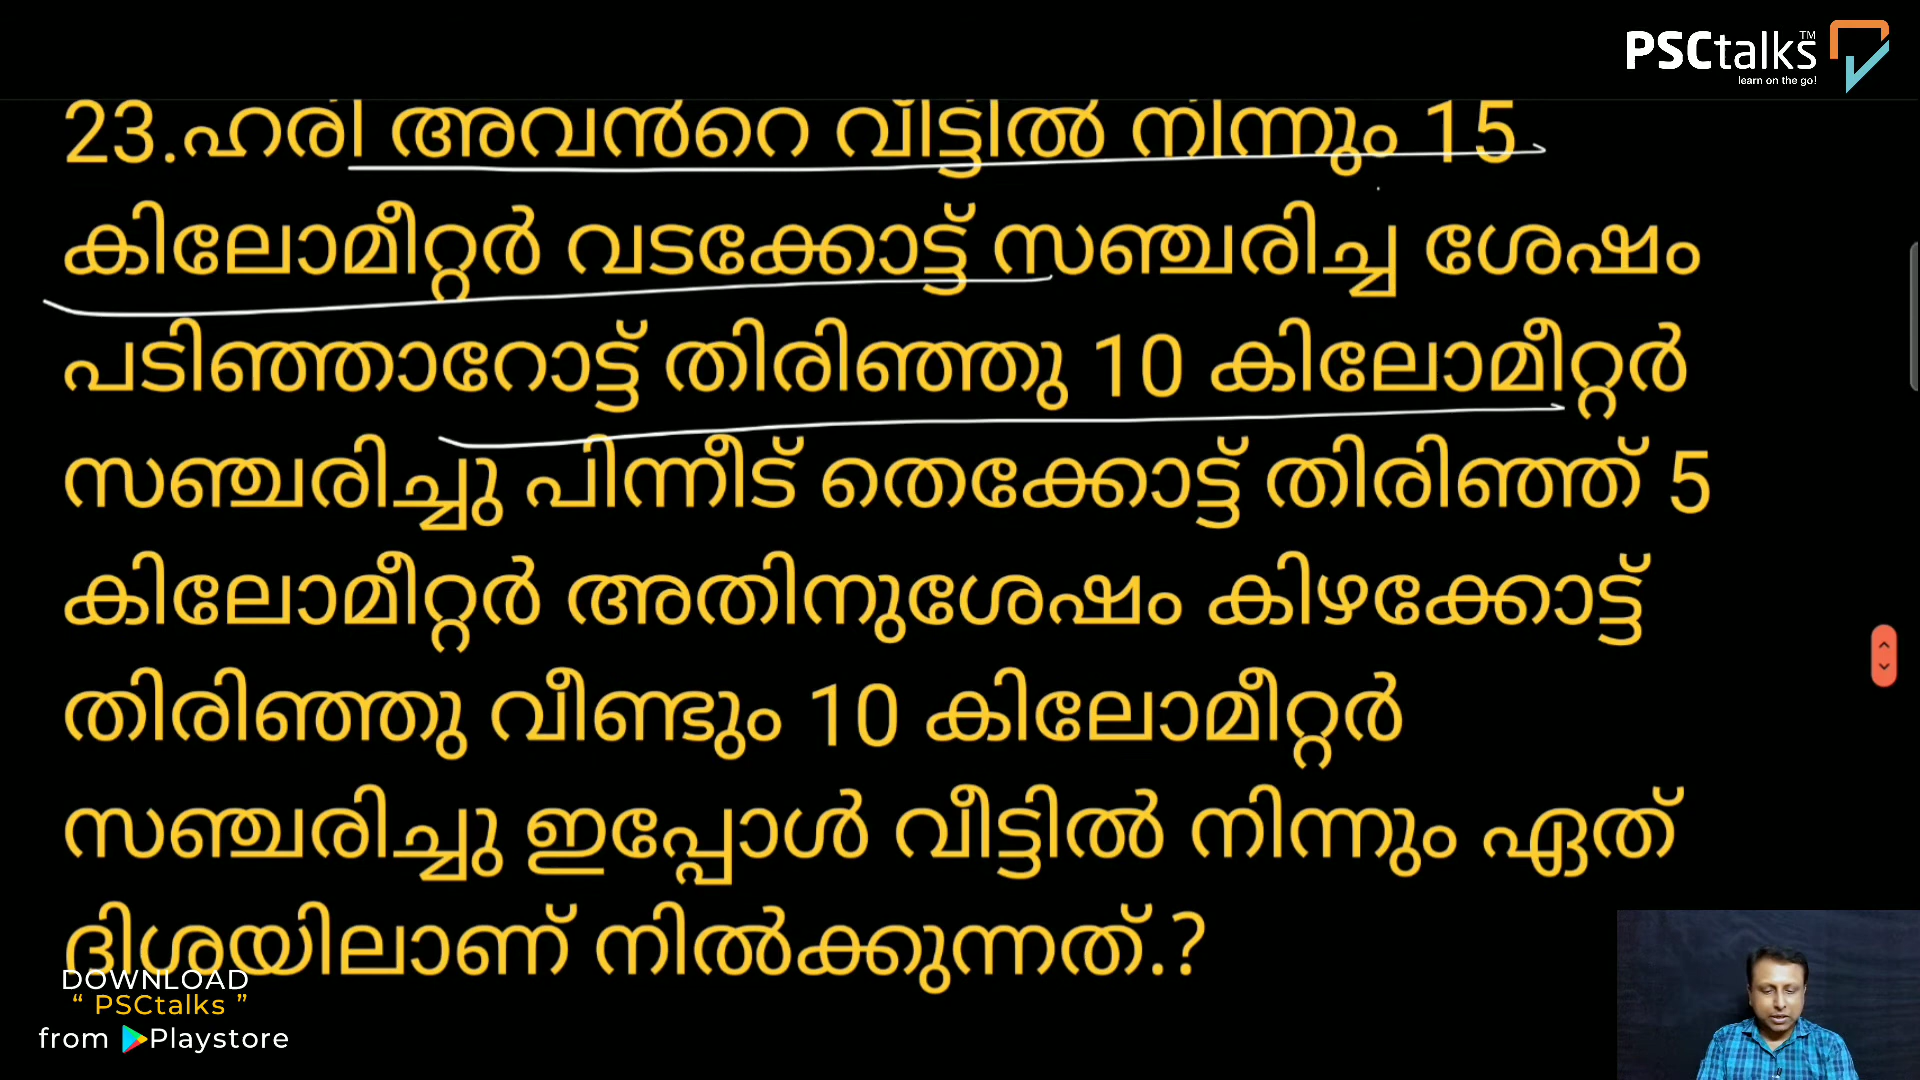 PSCtalks™
learn on the go!
23.ഹരി അവൻറെ വീട്ടിൽ നിന്നും 15
കിലോമീറ്റർ വടക്കോട്ട് സഞ്ചരിച്ച ശേഷം
പടിഞ്ഞാറോട്ട് തിരിഞ്ഞു 10 കിലോമീറ്റർ
സഞ്ചരിച്ചു പിന്നീട് തെക്കോട്ട് തിരിഞ്ഞ് 5
കിലോമീറ്റർ അതിനുശേഷം കിഴക്കോട്ട്
തിരിഞ്ഞു വീണ്ടും 10 കിലോമീറ്റർ
സഞ്ചരിച്ചു ഇപ്പോൾ വീട്ടിൽ നിന്നും ഏത്
ദിശയിലാണ് നിൽക്കുന്നത്.?
DOWNLOAD
“ PSCtalks ”
from Playstore